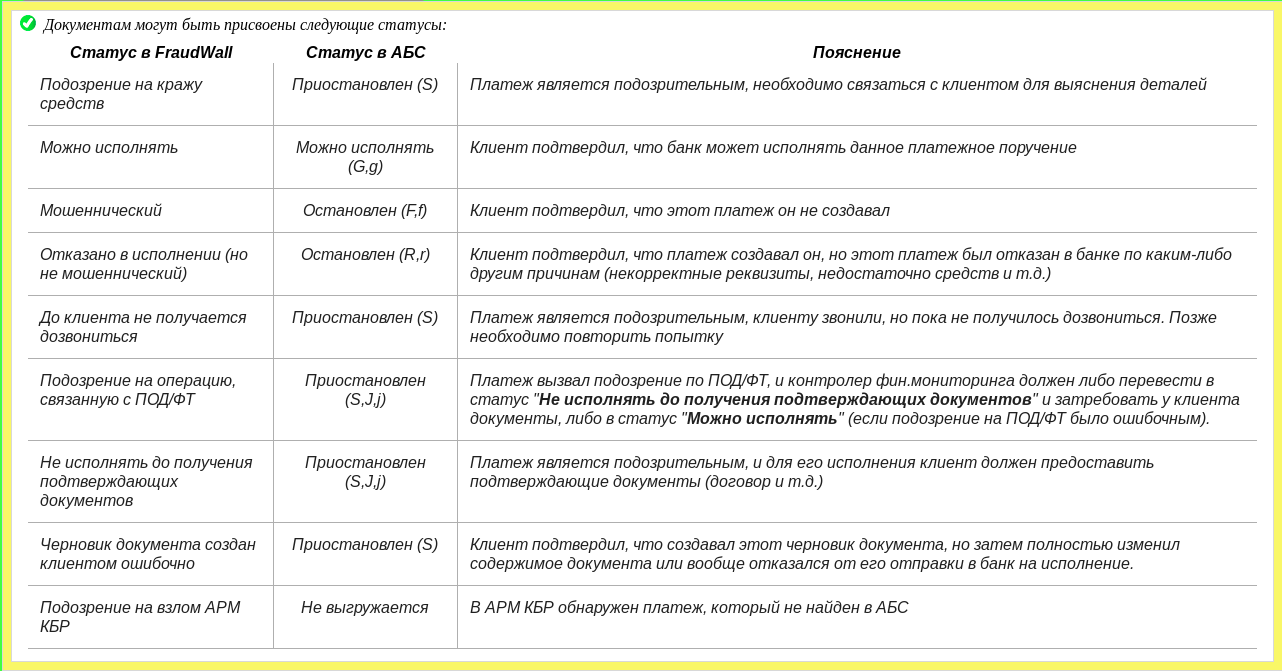 Документам могут быть присвоены следующие статусы:
Статус в FraudWall Статус в АБС Пояснение
Подозрение на кражу Приостановлен (S) Платеж является подозрительным, необходимо связаться с клиентом для выяснения деталей
средств
Можно исполнять Можно исполнять Клиент подтвердил, что банк может исполнять данное платежное поручение
(G,g)
Мошеннический Остановлен (F,f) Клиент подтвердил, что этот платеж он не создавал
Отказано в исполнении (но Остановлен (R,r) Клиент подтвердил, что платеж создавал он, но этот платеж был отказан в банке по каким-либо
не мошеннический) другим причинам (некорректные реквизиты, недостаточно средств и т.д.)
До клиента не получается Приостановлен (S) Платеж является подозрительным, клиенту звонили, но пока не получилось дозвониться. Позже
дозвониться необходимо повторить попытку
Подозрение на операцию, Приостановлен Платеж вызвал подозрение по ПОД/ФТ, и контролер фин.мониторинга должен либо перевести в
связанную с ПОД/ФТ (S,J,j) статус "Не исполнять до получения подтверждающих документов" и затребовать у клиента
документы, либо в статус "Можно исполнять" (если подозрение на ПОД/ФТ было ошибочным).
Не исполнять до получения Приостановлен Платеж является подозрительным, и для его исполнения клиент должен предоставить
подтверждающих (S,J,j) подтверждающие документы (договор и т.д.)
документов
Черновик документа создан Приостановлен (S) Клиент подтвердил, что создавал этот черновик документа, но затем полностью изменил
клиентом ошибочно содержимое документа или вообще отказался от его отправки в банк на исполнение.
Подозрение на взлом АРМ Не выгружается В АРМ КБР обнаружен платеж, который не найден в АБС
КБР